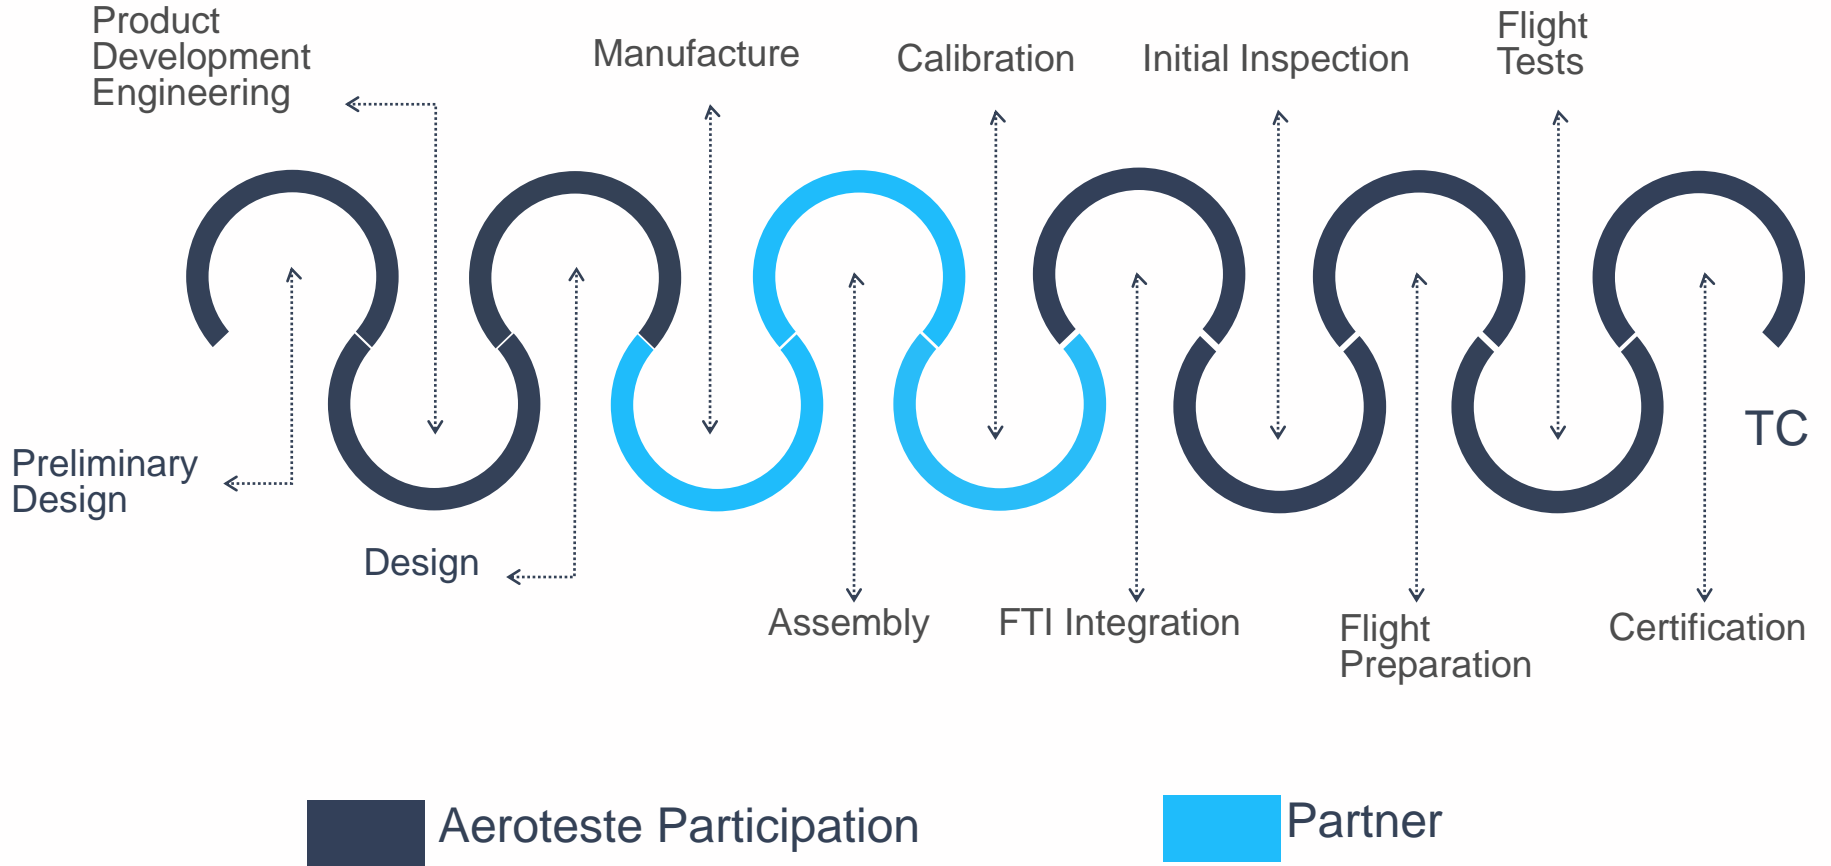 Product
Development
Engineering
Manufacture
Calibration
Initial Inspection
Flight
Tests
Preliminary
Design
TC
Design
Assembly
FTI Integration
Flight
Preparation
Certification
Aeroteste Participation
Partner